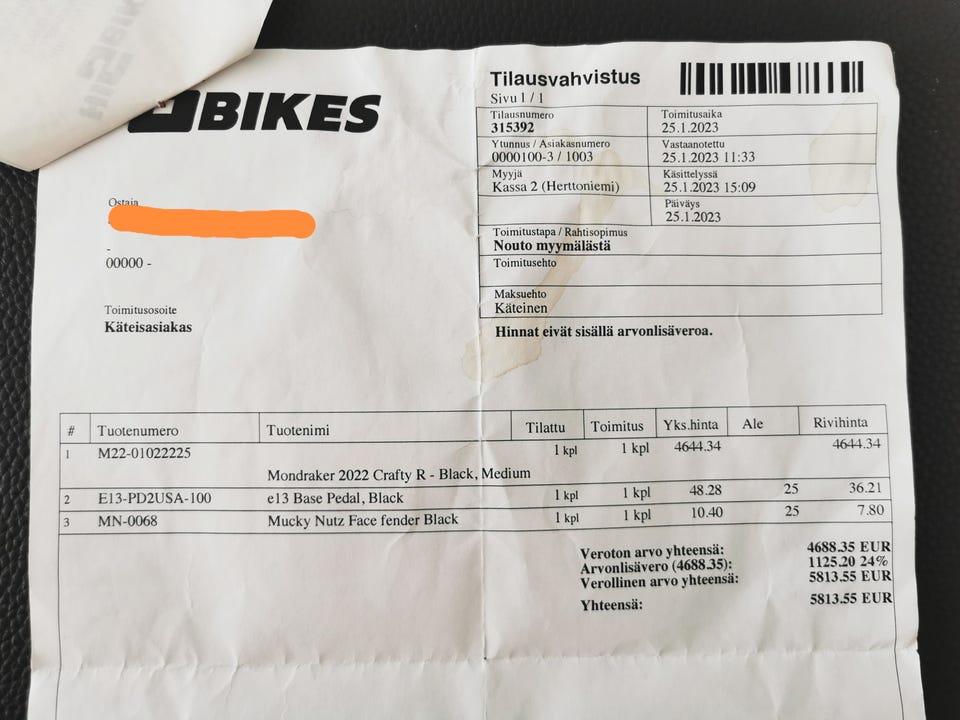 BIKES
Tilausvahvistus
Sivu 1 / 1
Tilausnumero
315392
Toimitusaika
25.1.2023
Ytunnus / Asiakasnumero
0000100-3 / 1003
Vastaanotettu
25.1.2023 11:33
Myyjä
Kassa 2 (Herttoniemi)
Käsittelyssä
25.1.2023 15:09
Päiväys
25.1.2023
Toimitustapa / Rahtisopimus
Nouto myymälästä
Toimitusehto
Maksuehto
Käteinen
Hinnat eivät sisällä arvonlisäveroa.
Ostaja
-
00000 -
Toimitusosoite
Käteisasiakas
# Tuotenumero Tuotenimi Tilattu Toimitus Yks.hinta Ale Rivihinta
1 M22-01022225 1 kpl 1 kpl 4644.34 4644.34
Mondraker 2022 Crafty R - Black, Medium
2 E13-PD2USA-100 e13 Base Pedal, Black 1 kpl 1 kpl 48.28 25 36.21
3 MN-0068 Mucky Nutz Face fender Black 1 kpl 1 kpl 10.40 25 7.80
Veroton arvo yhteensä: 4688.35 EUR
Arvonlisävero (4688.35): 1125.20 24%
Verollinen arvo yhteensä: 5813.55 EUR
Yhteensä: 5813.55 EUR